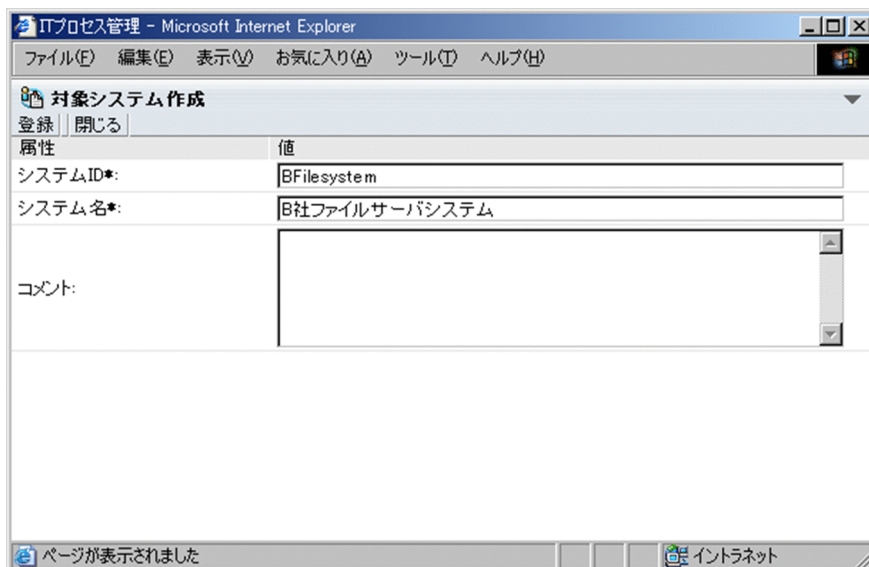 ITプロセス管理 - Microsoft Internet Explorer
ファイル(F) 編集(E) 表示(V) お気に入り(A) ツール(T) ヘルプ(H)
対象システム作成
登録 閉じる
属性 値
システムID*: BFilesystem
システム名*: B社ファイルサーバシステム
コメント:
ページが表示されました イントラネット